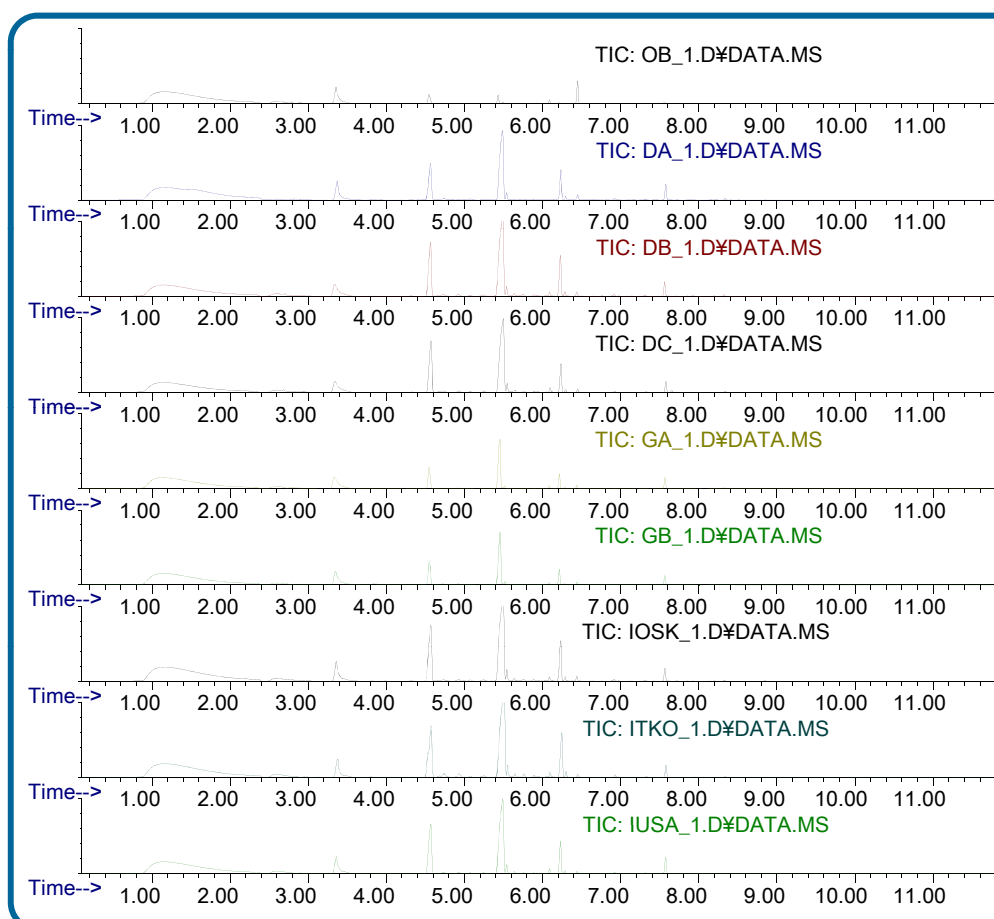 TIC: OB_1.D¥DATA.MS
1.00 2.00 3.00 4.00 5.00 6.00 7.00 8.00 9.00 10.00 11.00
Time-->
TIC: DA_1.D¥DATA.MS
1.00 2.00 3.00 4.00 5.00 6.00 7.00 8.00 9.00 10.00 11.00
Time-->
TIC: DB_1.D¥DATA.MS
1.00 2.00 3.00 4.00 5.00 6.00 7.00 8.00 9.00 10.00 11.00
Time-->
TIC: DC_1.D¥DATA.MS
1.00 2.00 3.00 4.00 5.00 6.00 7.00 8.00 9.00 10.00 11.00
Time-->
TIC: GA_1.D¥DATA.MS
1.00 2.00 3.00 4.00 5.00 6.00 7.00 8.00 9.00 10.00 11.00
Time-->
TIC: GB_1.D¥DATA.MS
1.00 2.00 3.00 4.00 5.00 6.00 7.00 8.00 9.00 10.00 11.00
Time-->
TIC: IOSK_1.D¥DATA.MS
1.00 2.00 3.00 4.00 5.00 6.00 7.00 8.00 9.00 10.00 11.00
Time-->
TIC: ITKO_1.D¥DATA.MS
1.00 2.00 3.00 4.00 5.00 6.00 7.00 8.00 9.00 10.00 11.00
Time-->
TIC: IUSA_1.D¥DATA.MS
1.00 2.00 3.00 4.00 5.00 6.00 7.00 8.00 9.00 10.00 11.00
Time-->